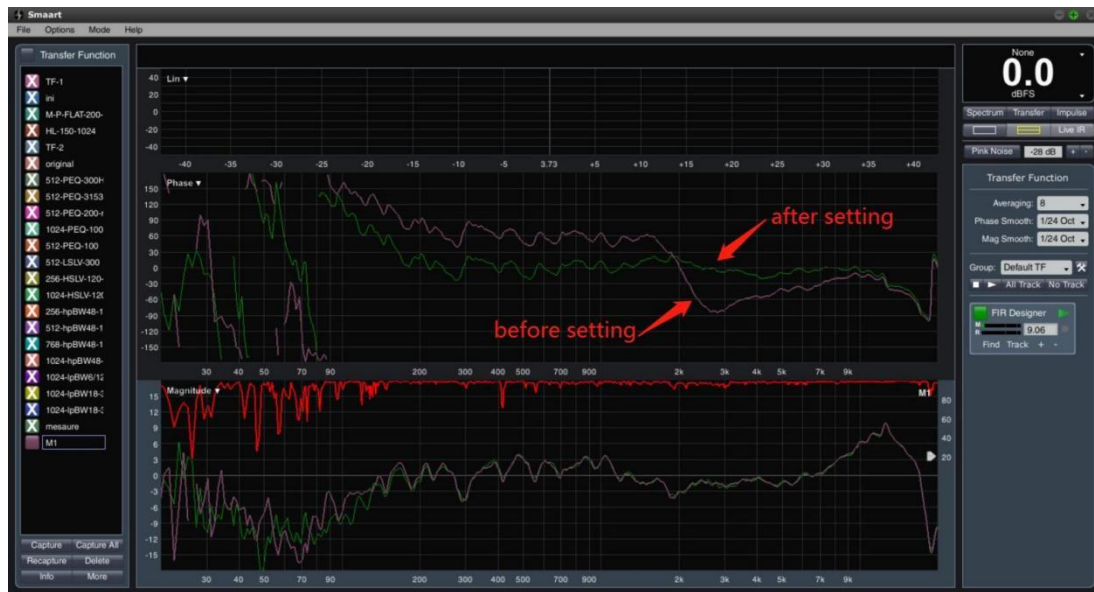 Smaart
File Options Mode Help
Transfer Function
TF-1
ini
M-P-FLAT-200-
HL-150-1024
TF-2
original
512-PEQ-300H
512-PEQ-3153
512-PEQ-200-r
1024-PEQ-100
512-PEQ-100
512-LSLV-300
256-HSLV-120-
1024-HSLV-12(
256-hpBW48-1
512-hpBW48-1
768-hpBW48-1
1024-hpBW48-
1024-lpBW6/12
1024-lpBW18-3
1024-lpBW18-3
mesaure
M1
Capture Capture All
Recapture Delete
Info More
Lin
40
20
0
-20
-40
-40 -35 -30 -25 -20 -15 -10 -5 3.73 +5 +10 +15 +20 +25 +30 +35 +40
Phase
150
120
90
60
30
0
-30
-60
-90
-120
-150
after setting
before setting
30 40 50 70 90 200 300 400 500 700 900 2k 3k 4k 5k 7k 9k
Magnitude
M1
15
12
9
6
3
0
-3
-6
-9
-12
-15
80
60
40
20
30 40 50 70 90 200 300 400 500 700 900 2k 3k 4k 5k 7k 9k
None
0.0
dBFS
Spectrum Transfer Impulse
Live IR
Pink Noise -28 dB + -
Transfer Function
Averaging: 8
Phase Smooth: 1/24 Oct
Mag Smooth: 1/24 Oct
Group: Default TF
All Track No Track
FIR Designer
M
R
9.06
Find Track + -